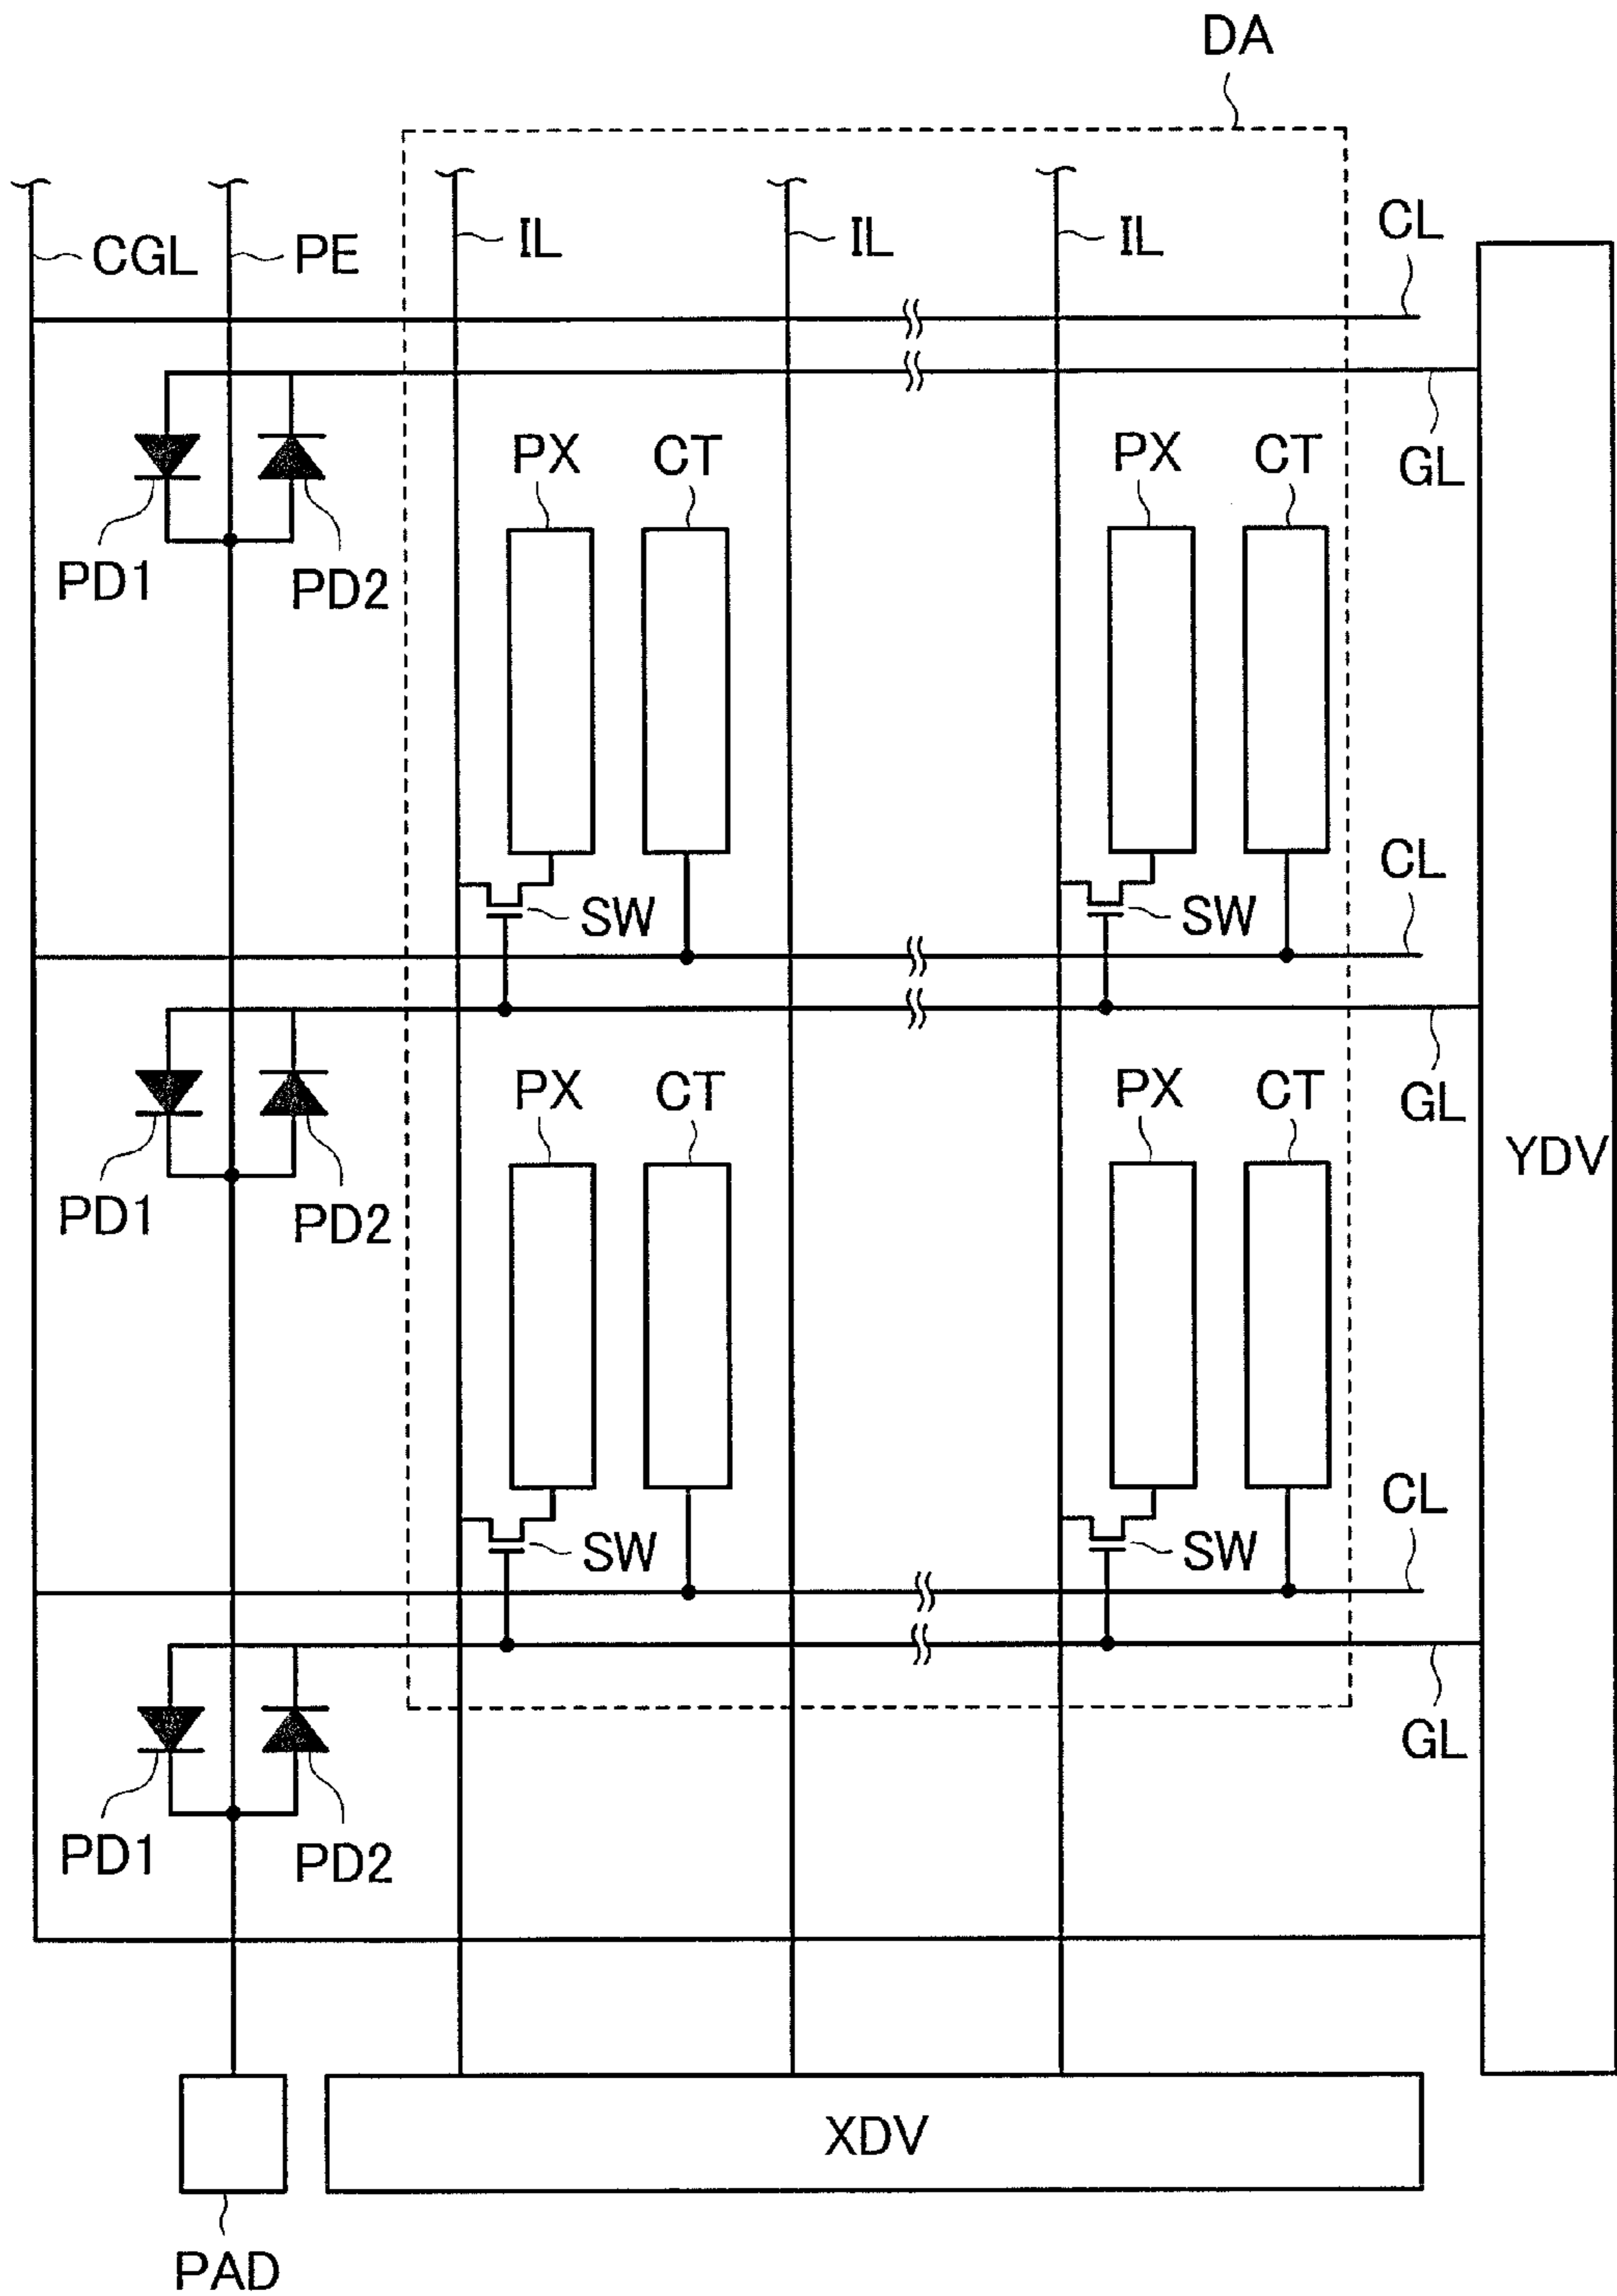 DA
CGL PE IL IL IL CL
GL
PX CT PX CT
PD1 PD2
CL
SW SW
GL
PX CT PX CT
YDV
PD1 PD2
CL
SW SW
GL
PD1 PD2
XDV
PAD